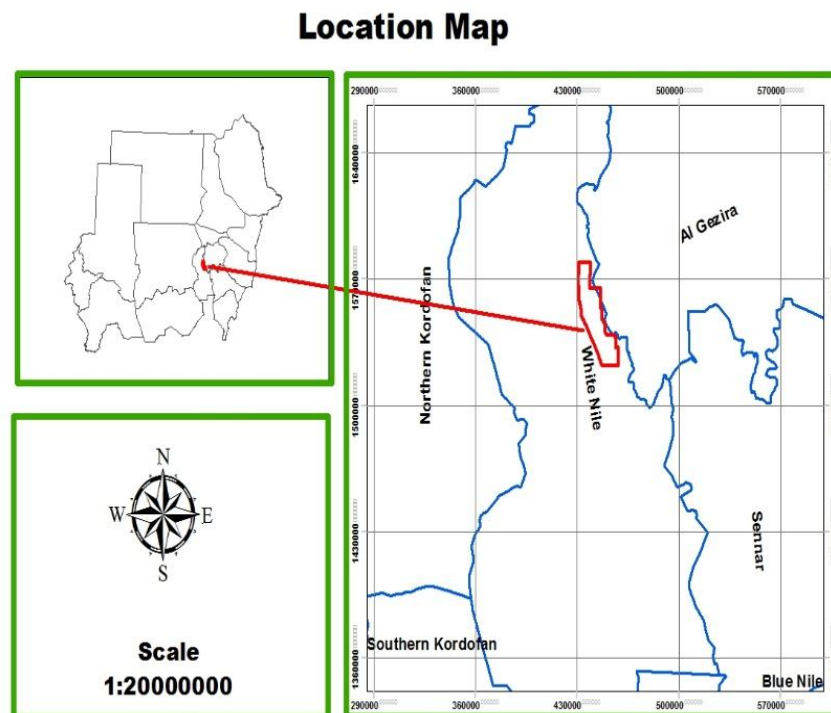 Location Map
290000 360000 430000 500000 570000
1640000
Al Gezira
1570000
Northern Kordofan
White Nile
1500000
N
W E
S
Sennar
1430000
Scale
1:20000000
Southern Kordofan
1360000
Blue Nile
290000 360000 430000 500000 570000